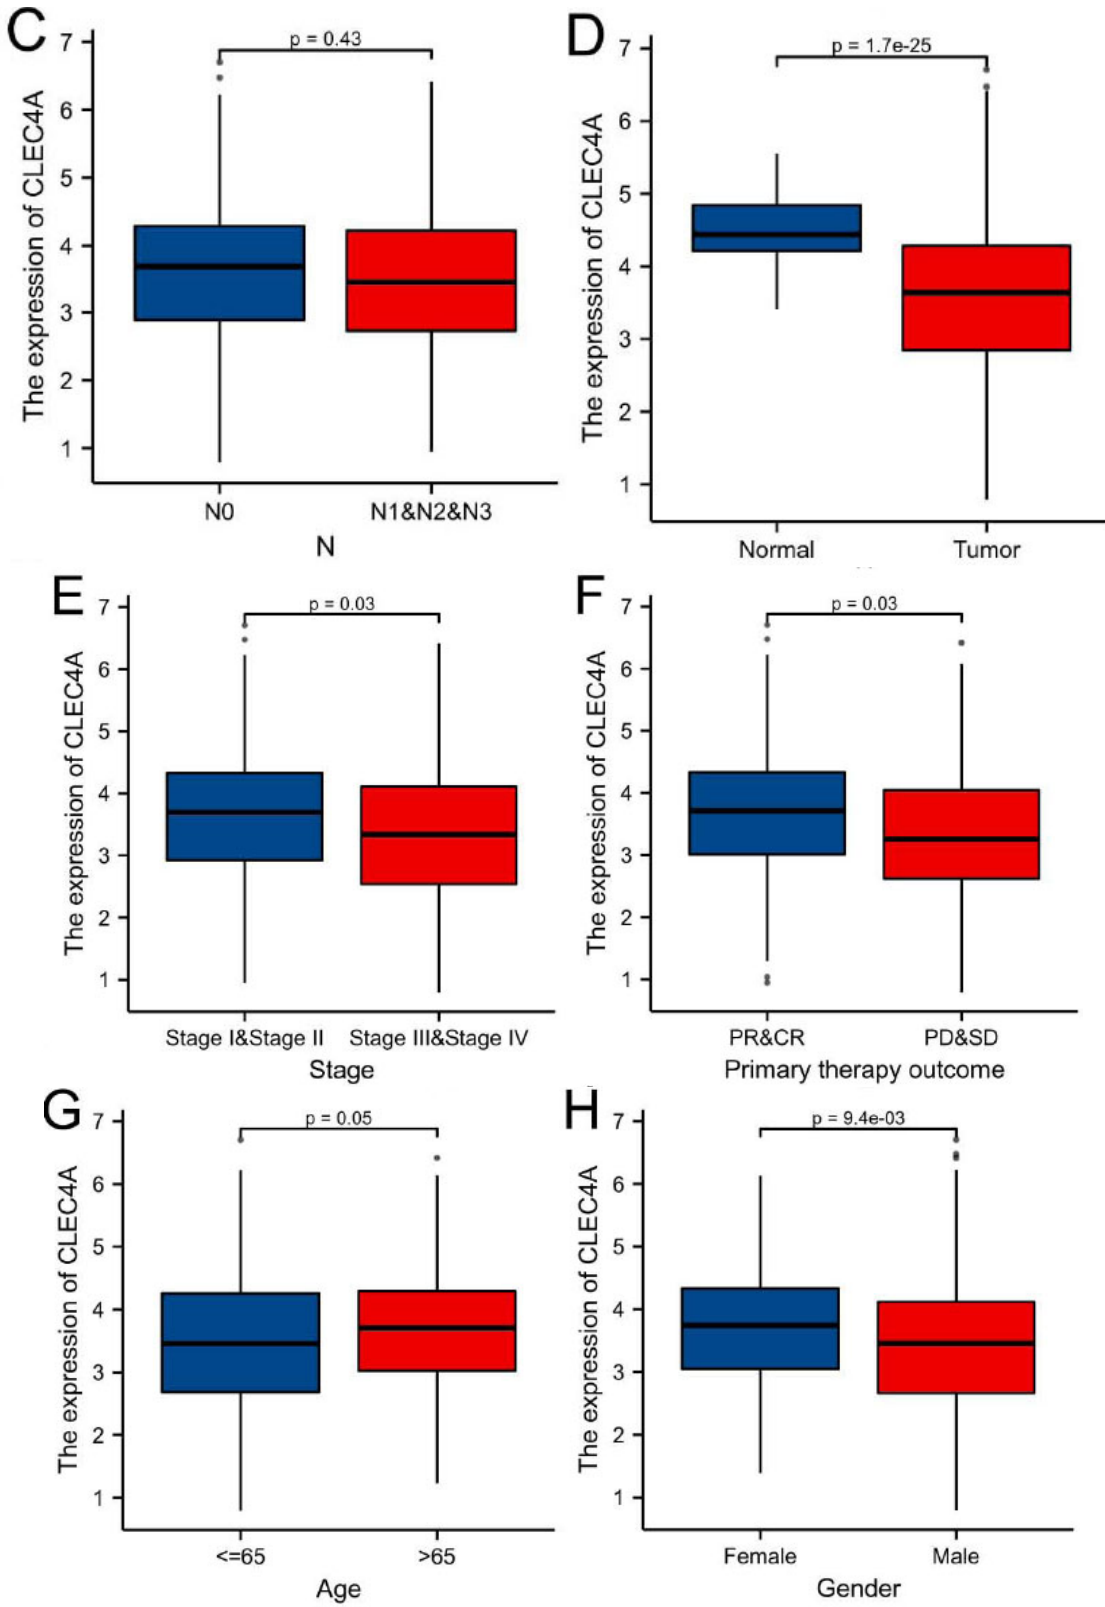 C
p = 0.43
The expression of CLEC4A
7
6
5
4
3
2
1
N0
N1&N2&N3
N
D
p = 1.7e-25
The expression of CLEC4A
7
6
5
4
3
2
1
Normal
Tumor
E
p = 0.03
The expression of CLEC4A
7
6
5
4
3
2
1
Stage I&Stage II
Stage III&Stage IV
Stage
F
p = 0.03
The expression of CLEC4A
7
6
5
4
3
2
1
PR&CR
PD&SD
Primary therapy outcome
G
p = 0.05
The expression of CLEC4A
7
6
5
4
3
2
1
<=65
>65
Age
H
p = 9.4e-03
The expression of CLEC4A
7
6
5
4
3
2
1
Female
Male
Gender